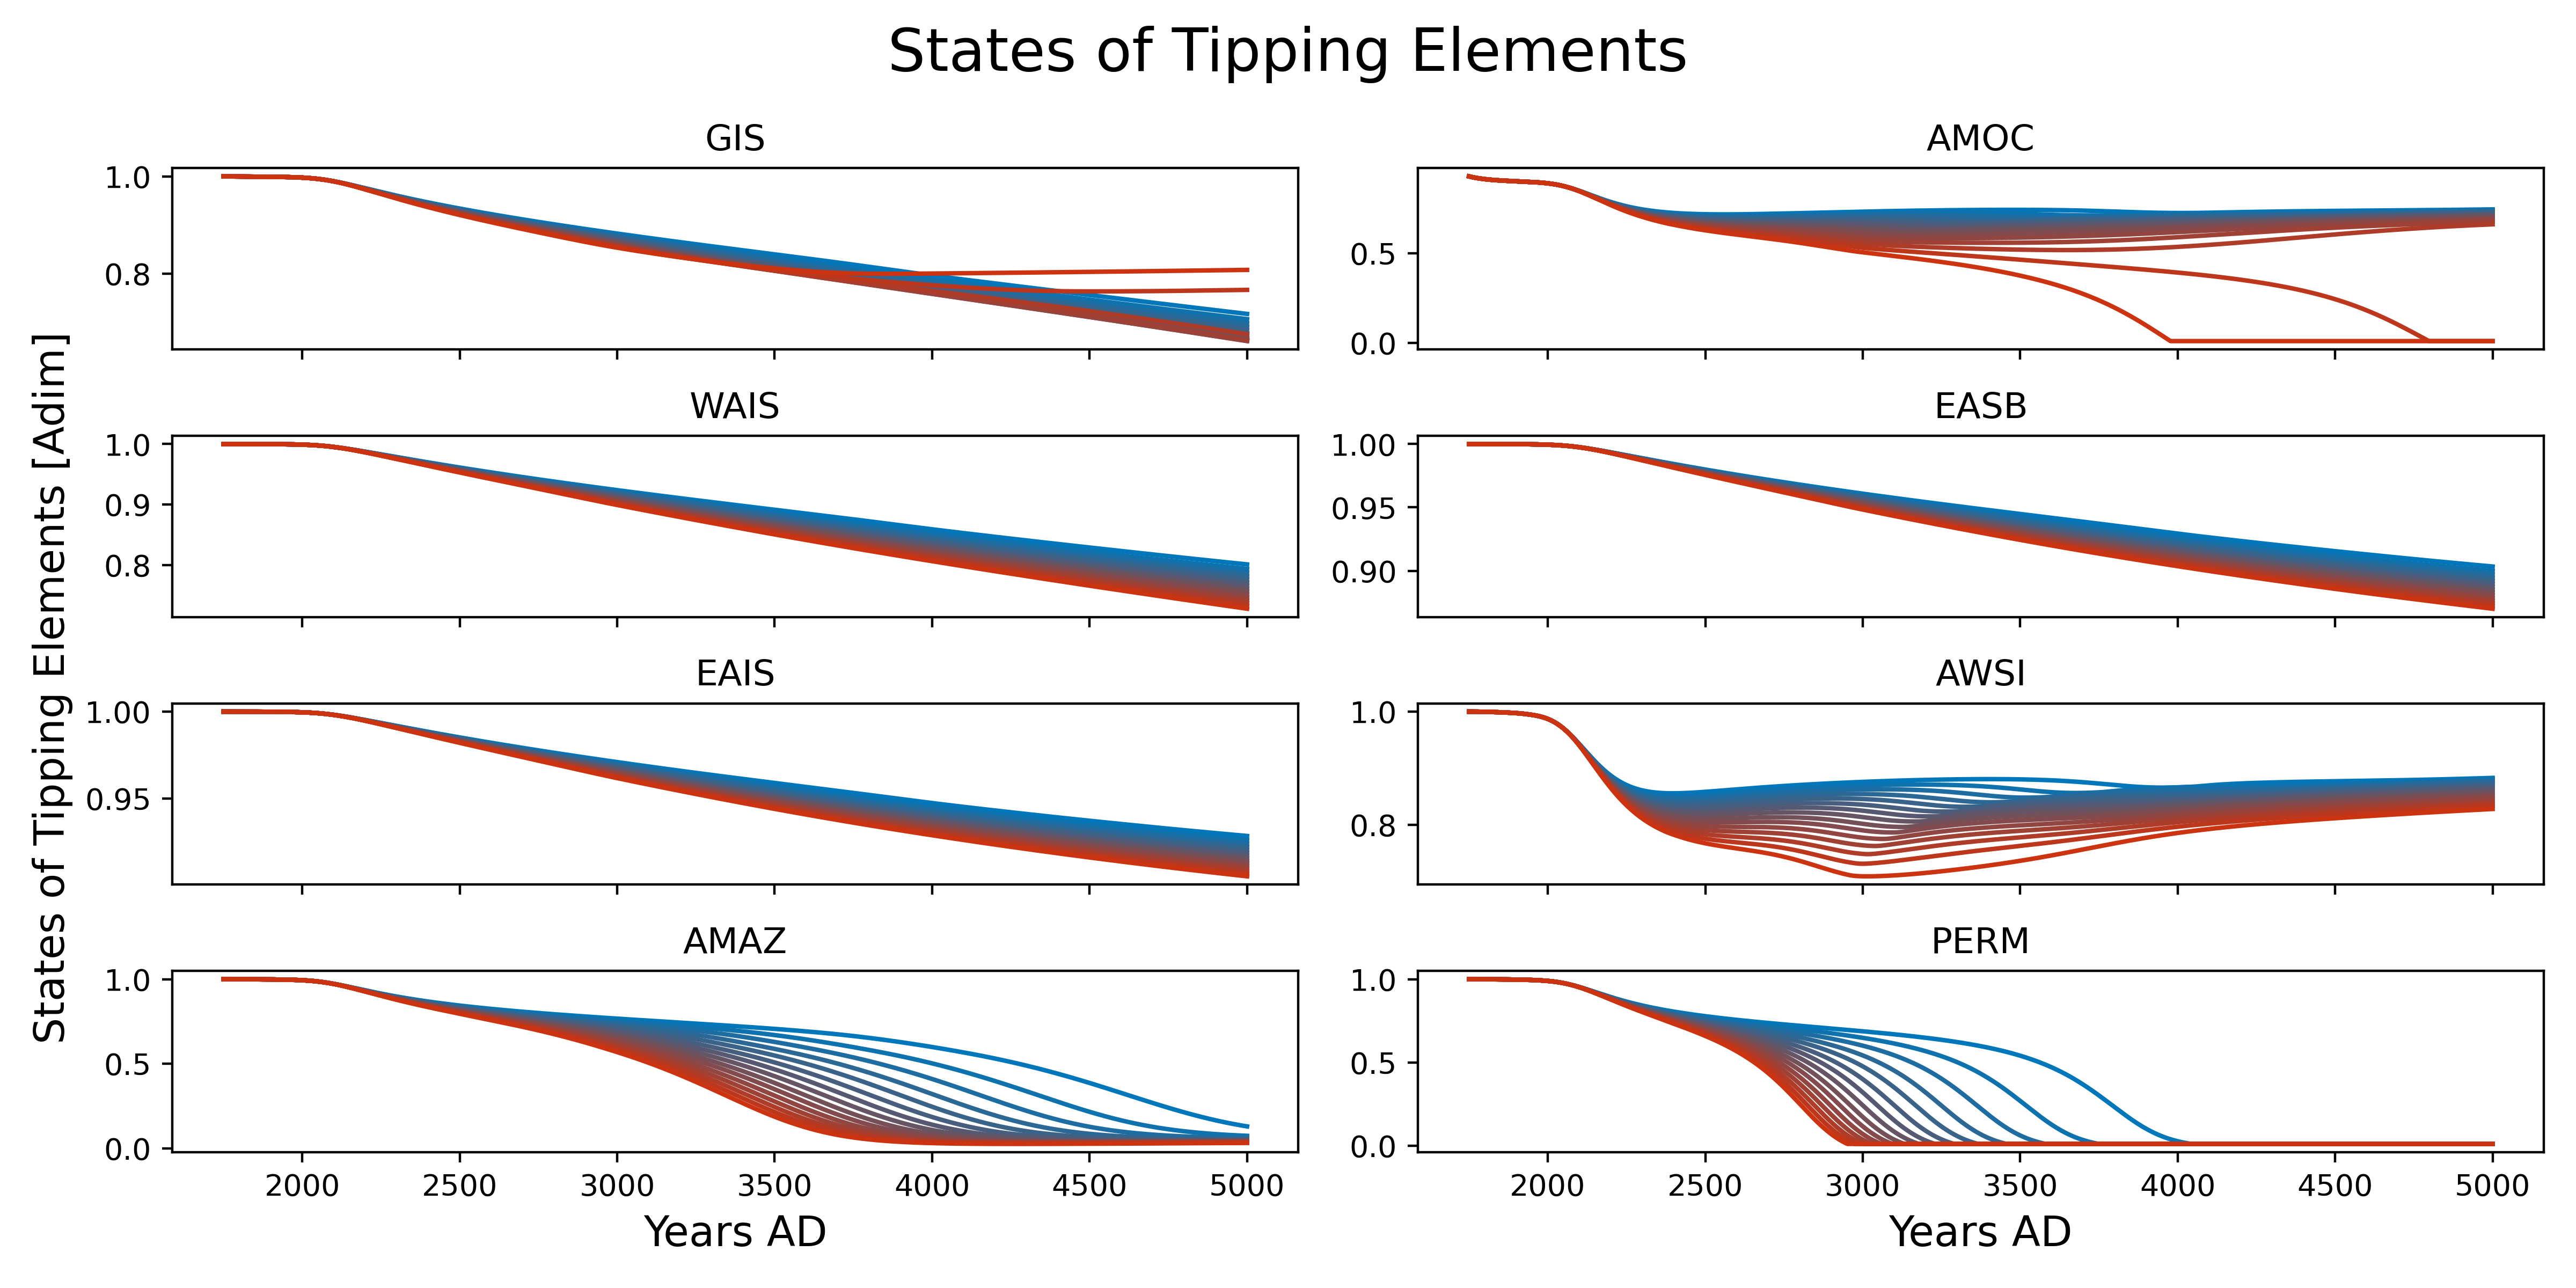 States of Tipping Elements
GIS
AMOC
1.0
0.8
0.5
0.0
WAIS
EASB
1.0
0.9
0.8
1.00
0.95
0.90
EAIS
AWSI
1.00
0.95
1.0
0.8
AMAZ
PERM
1.0
0.5
0.0
1.0
0.5
0.0
2000 2500 3000 3500 4000 4500 5000
2000 2500 3000 3500 4000 4500 5000
Years AD
Years AD
States of Tipping Elements [Adim]